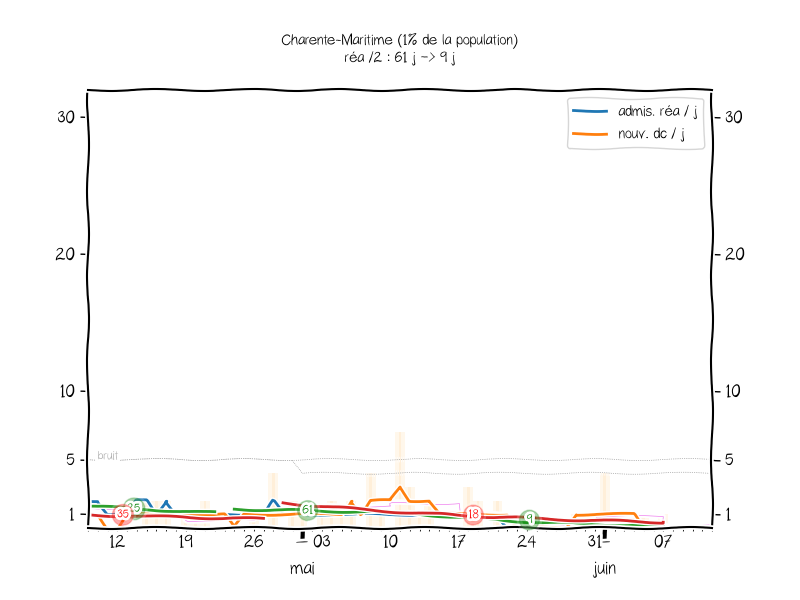 Charente-Maritime (1% de la population)
réa /2 : 61 j -> 9 j
admis. réa / j
nouv. dc / j
30 30
20 20
10 10
bruit
5 5
1 1
36 61 18 9
12 19 26 03 10 17 24 31 07
mai juin